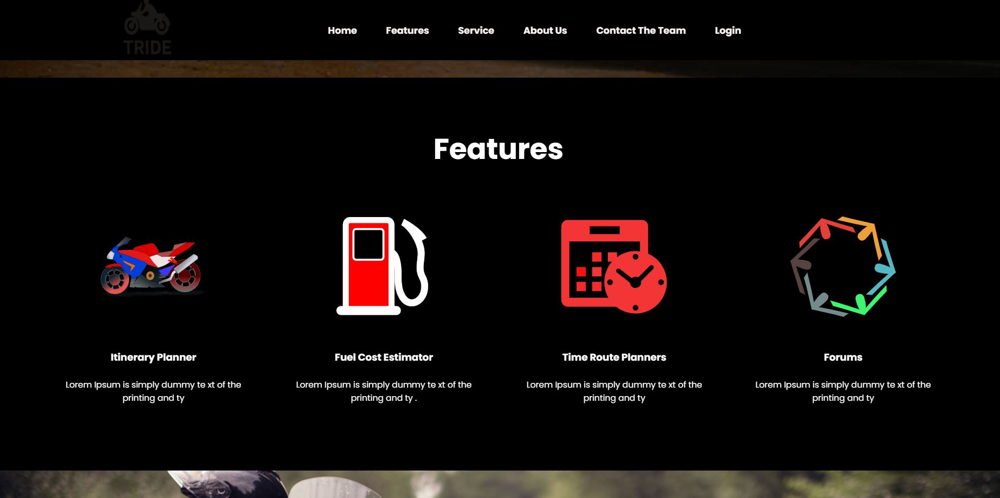 TRIDE
Home
Features
Service
About Us
Contact The Team
Login
Features
Itinerary Planner
Fuel Cost Estimator
Time Route Planners
Forums
Lorem Ipsum is simply dummy te xt of the
printing and ty
Lorem Ipsum is simply dummy te xt of the
printing and ty .
Lorem Ipsum is simply dummy te xt of the
printing and ty
Lorem Ipsum is simply dummy te xt of the
printing and ty